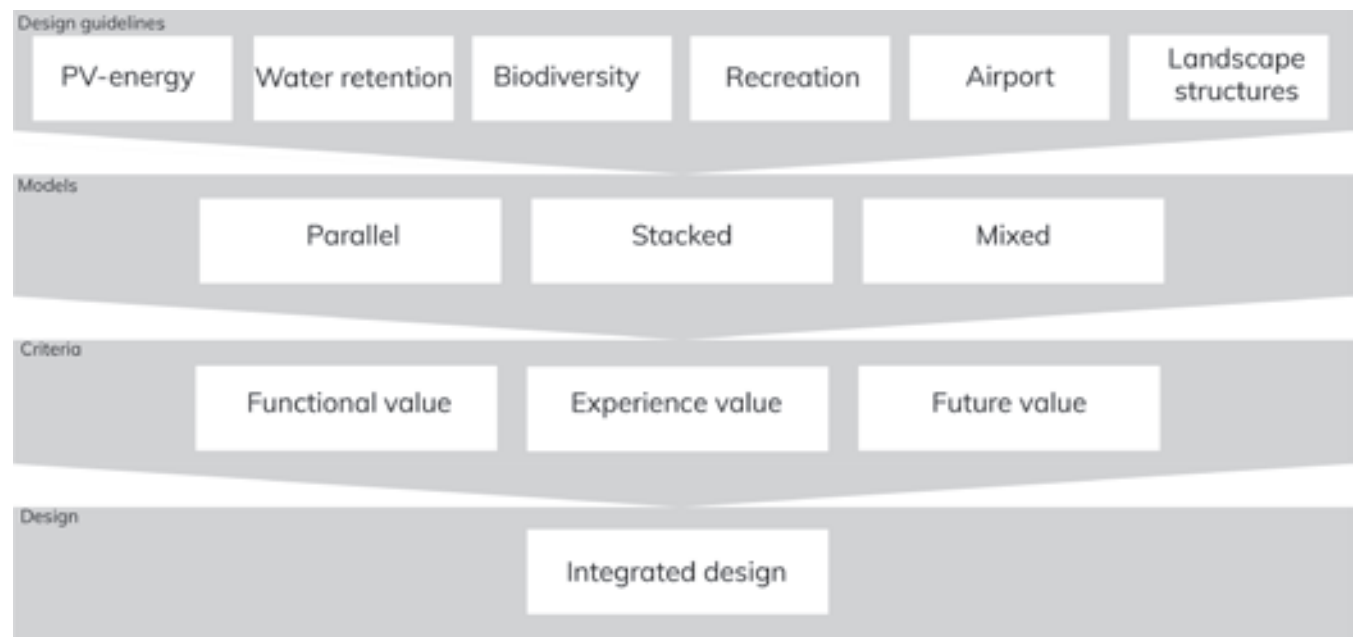 Design guidelines
PV-energy
Water retention
Biodiversity
Recreation
Airport
Landscape
structures
Models
Parallel
Stacked
Mixed
Criteria
Functional value
Experience value
Future value
Design
Integrated design